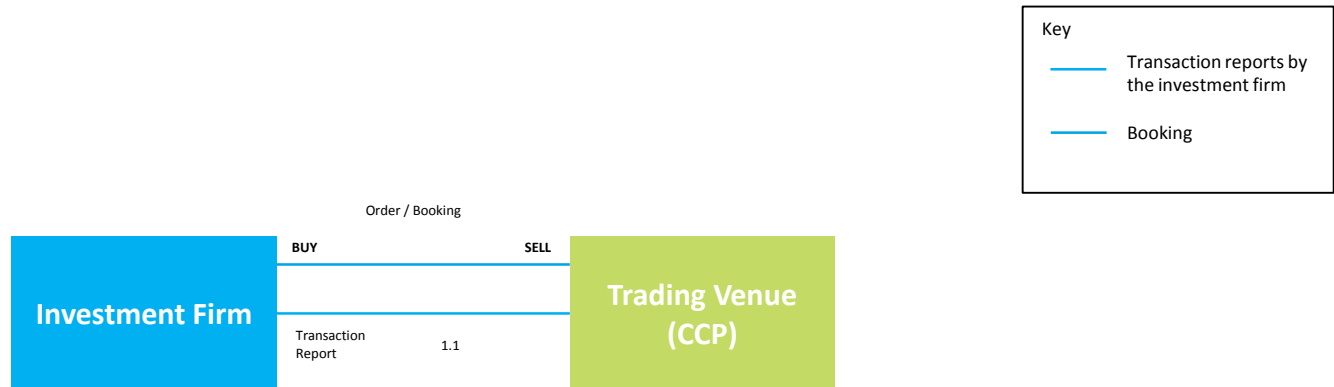 Key
Transaction reports by
the investment firm
Booking
Order / Booking
BUY
SELL
Investment Firm
Trading Venue
(CCP)
Transaction
Report
1.1